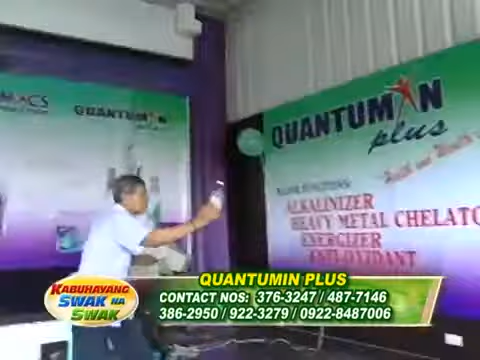 QUANTUMIN
QUANTUMIN
plus
ALKALINIZER
HEAVY METAL CHELATO
ENERGIZER
ANTI-OXIDANT
KABUHAYANG
SWAK NA
SWAK
QUANTUMIN PLUS
CONTACT NOS: 376-3247 / 487-7146
386-2950 / 922-3279 / 0922-8487006